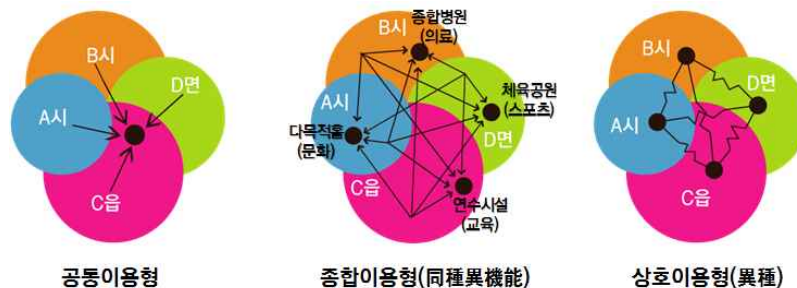 B시
D면
A시
C읍
공통이용형
종합병원
(의료)
B시
A시
체육공원
(스포츠)
다목적홀
(문화)
D면
C읍
연수시설
(교육)
종합이용형(同種異機能)
B시
D면
A시
C읍
상호이용형(異種)